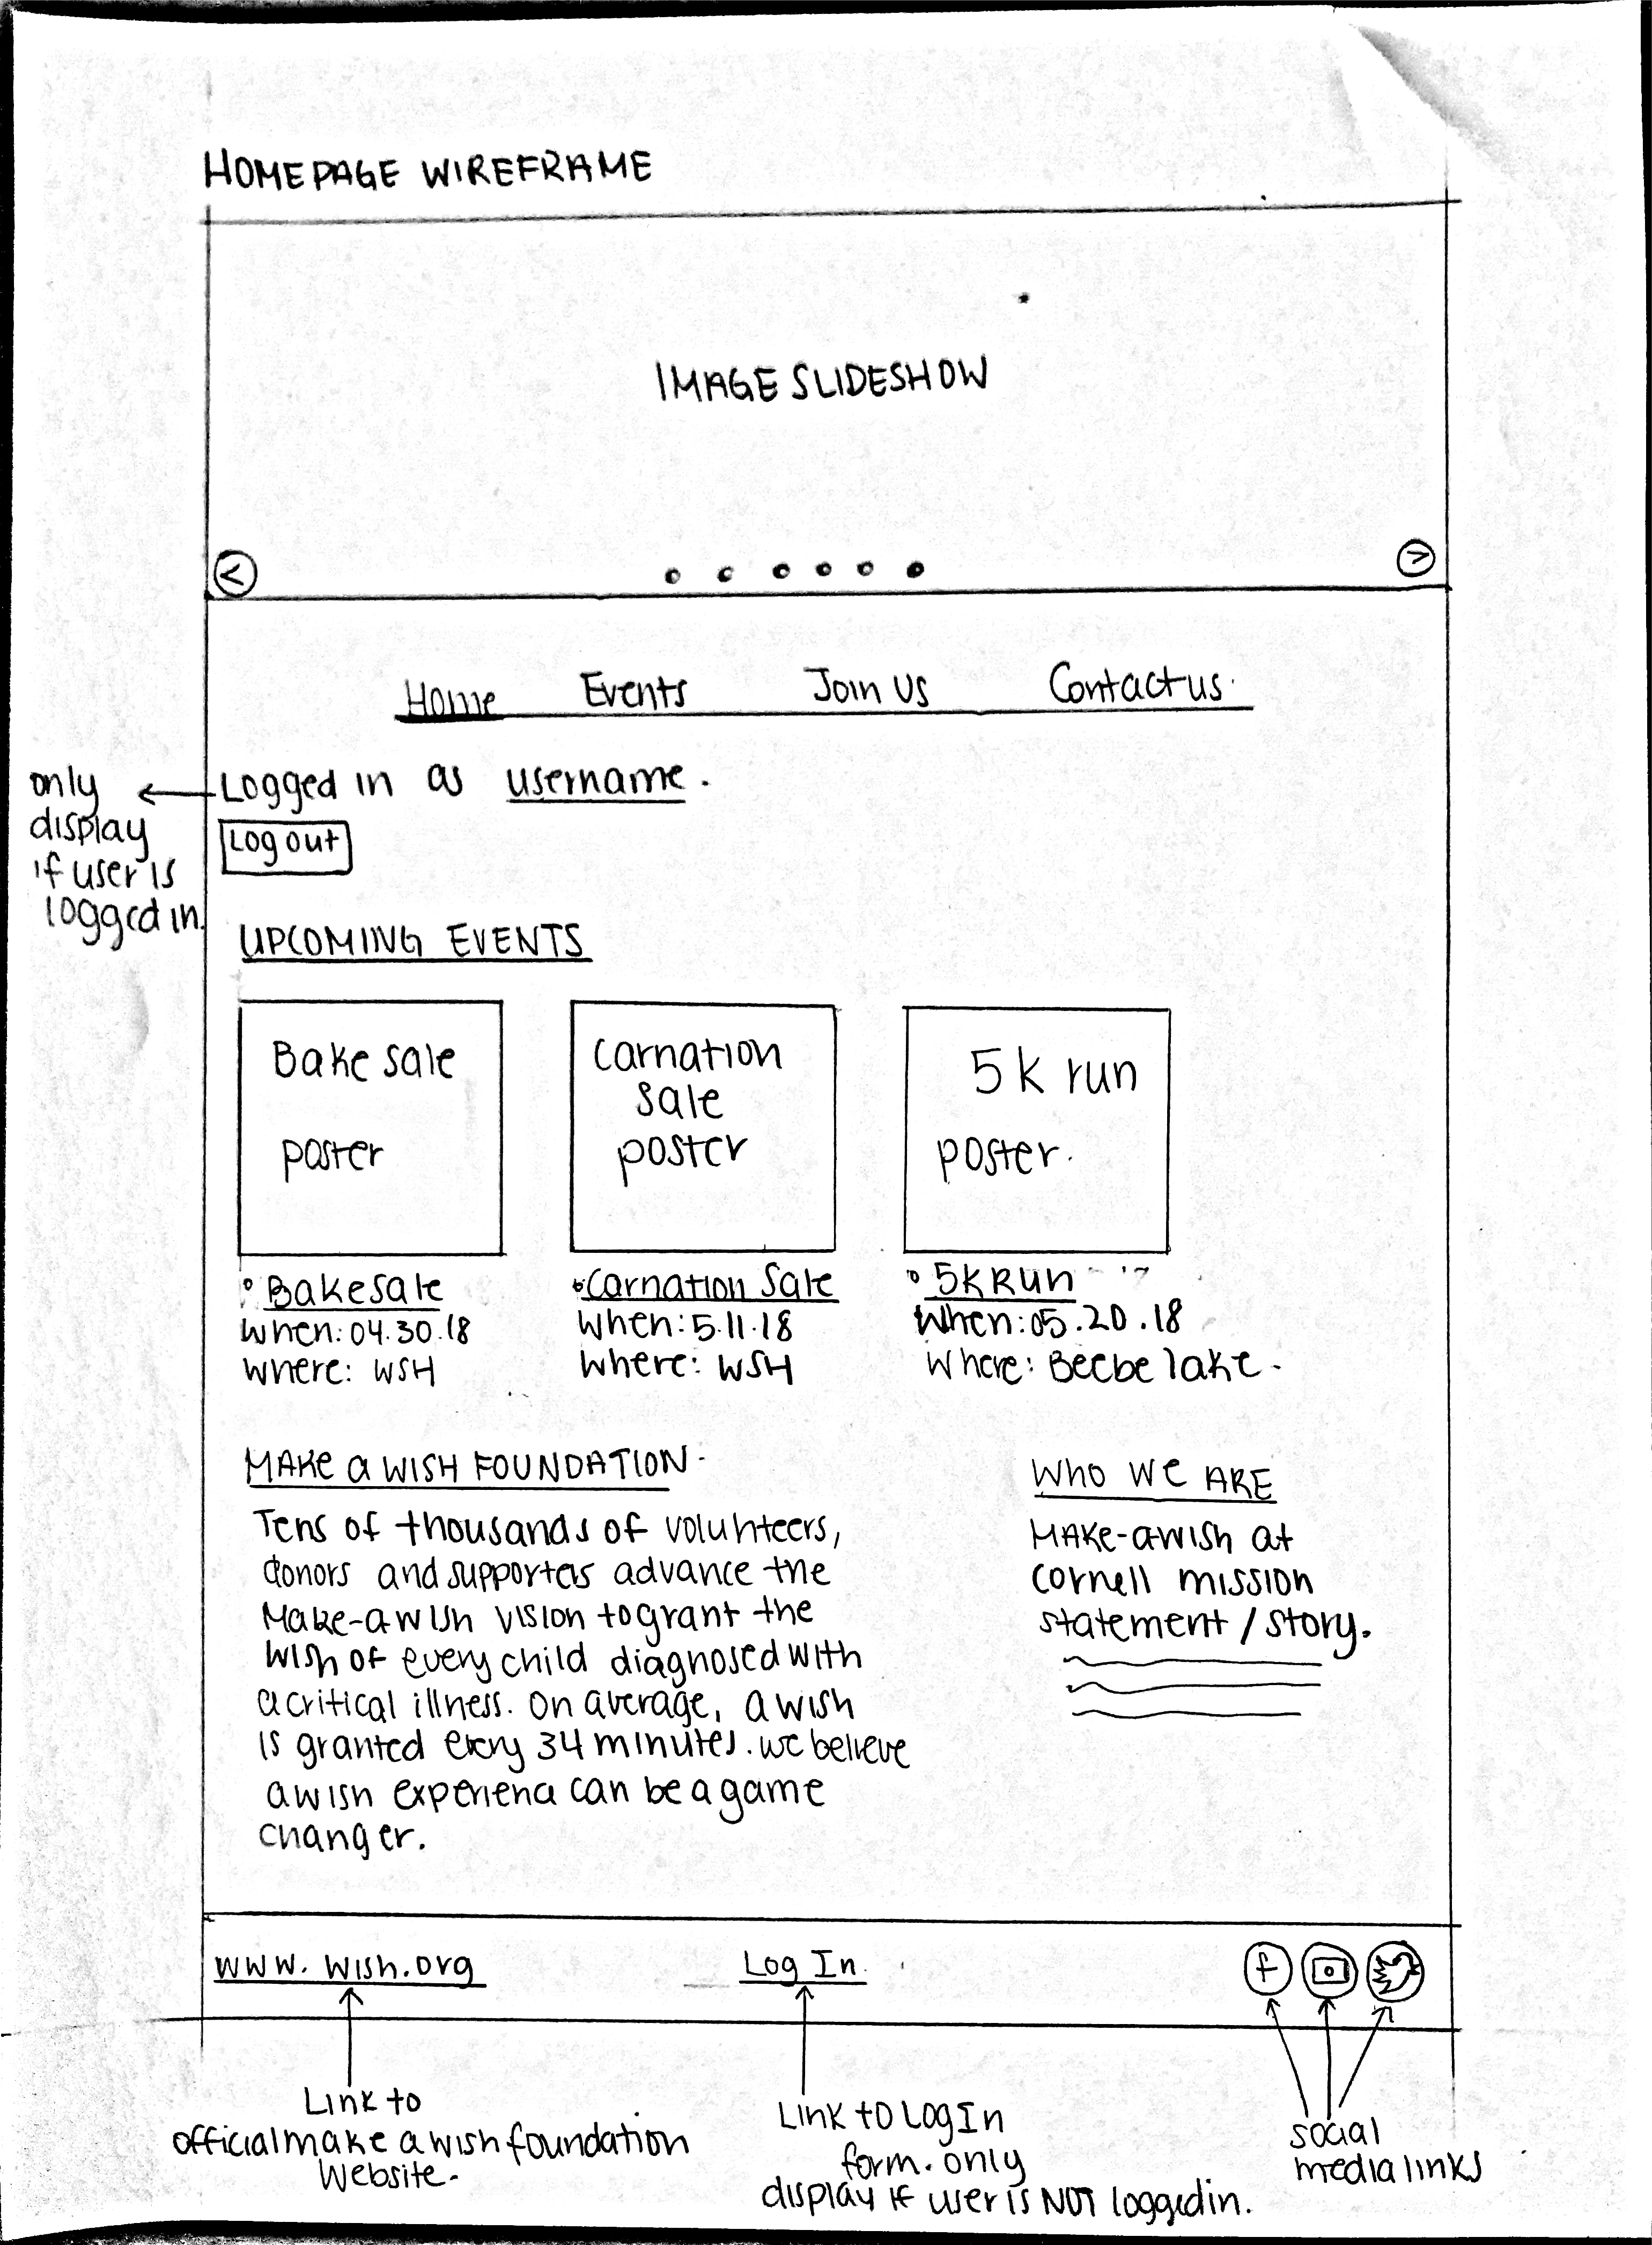 HOMEPAGE WIREFRAME
IMAGE SLIDESHOW
< >
Home Events Join Us Contact us
only
display
if user is
logged in.
Logged in as username.
Log out
UPCOMING EVENTS
Bake sale
poster
Carnation
sale
poster
5k run
poster.
Bake sale
When: 04.30.18
Where: WSH
Carnation Sale
When: 5.11.18
Where: WSH
5K Run
When: 05.20.18
Where: Beebe lake.
MAKE a WISH FOUNDATION.
Tens of thousands of volunteers,
donors and supporters advance the
Make-a wish vision to grant the
wish of every child diagnosed with
a critical illness. On average, a wish
is granted every 34 minutes. we believe
a wish experience can be a game
changer.
WHO WE ARE
MAKE-a wish at
cornell mission
statement / story.
www.wish.org Log In f
Link to
official make a wish foundation
website.
Link to Log In
form. only
display if user is NOT logged in.
social
media links